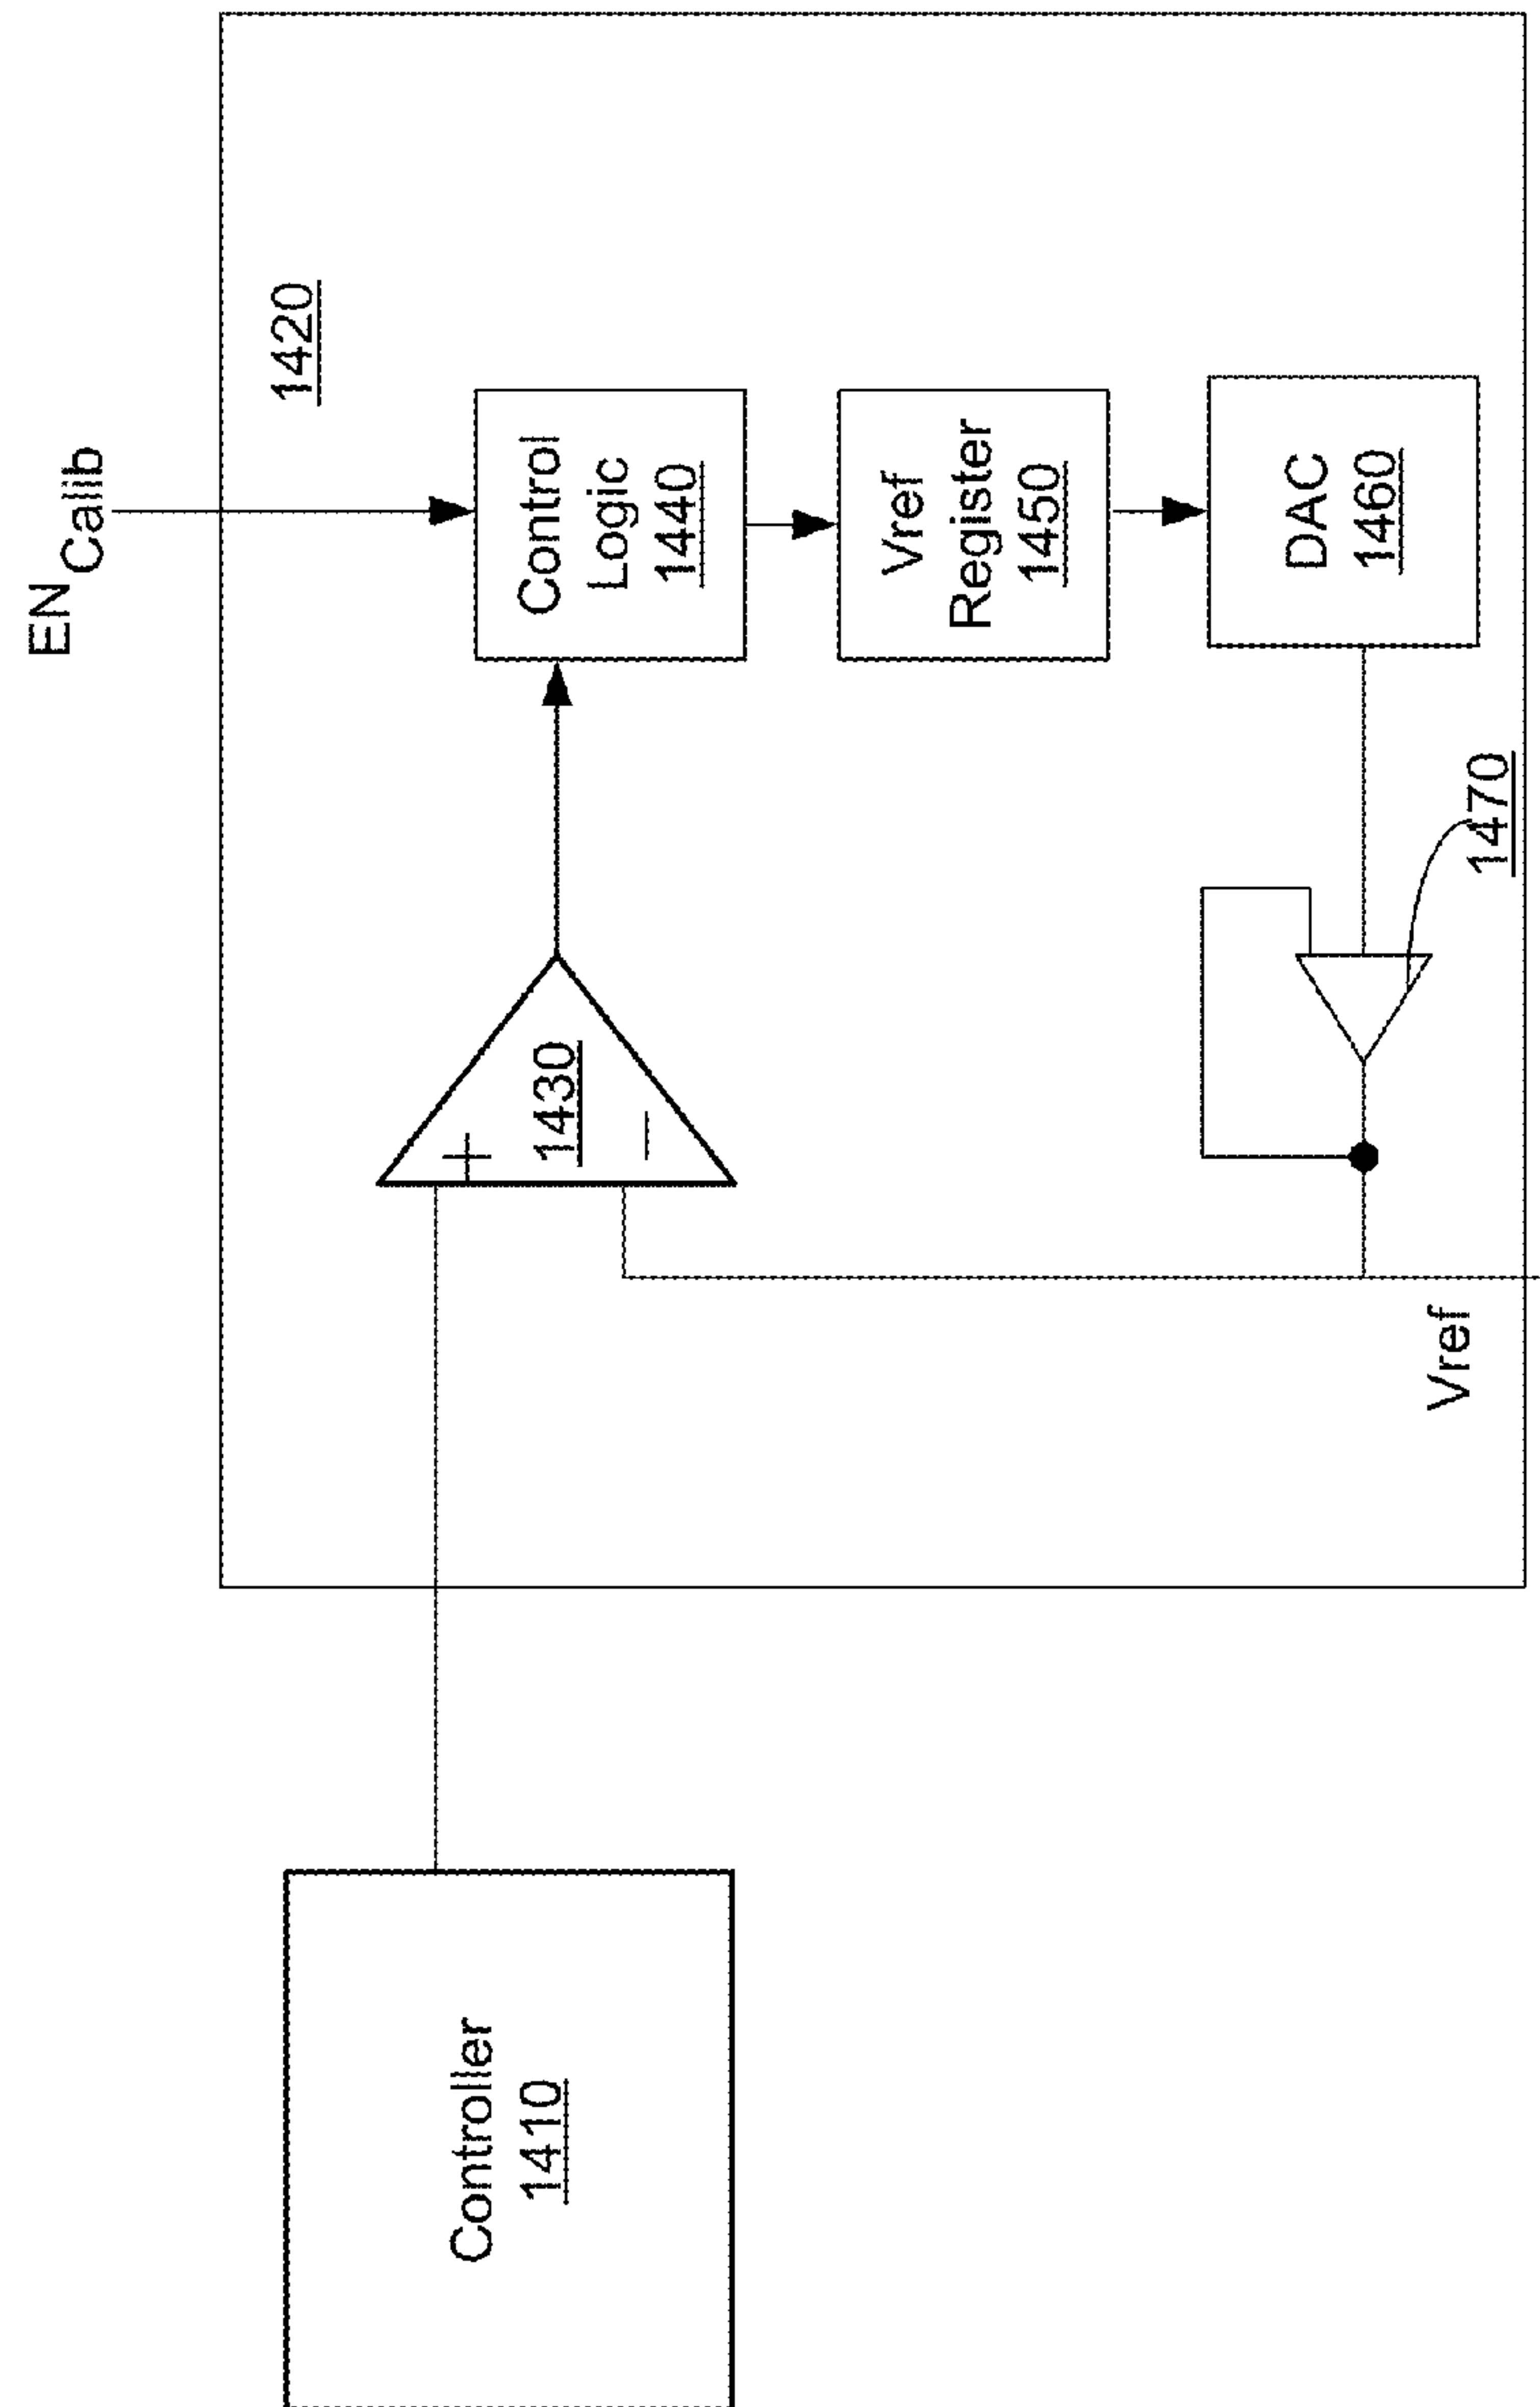 EN Calib
1420
Controller
1410
1430
+
−
Control
Logic
1440
Vref
Register
1450
DAC
1460
1470
Vref